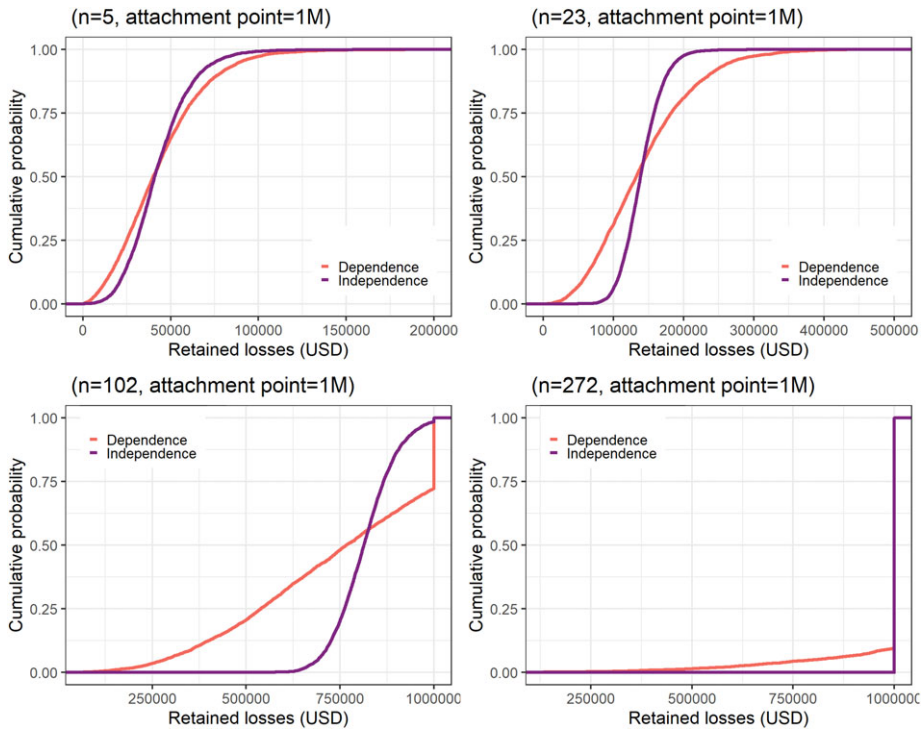 (n=5, attachment point=1M)
1.00
0.75
0.50
0.25
0.00
Cumulative probability
Dependence
Independence
0 50000 100000 150000 200000
Retained losses (USD)
(n=23, attachment point=1M)
1.00
0.75
0.50
0.25
0.00
Cumulative probability
Dependence
Independence
0 100000 200000 300000 400000 500000
Retained losses (USD)
(n=102, attachment point=1M)
1.00
0.75
0.50
0.25
0.00
Cumulative probability
Dependence
Independence
250000 500000 750000 1000000
Retained losses (USD)
(n=272, attachment point=1M)
1.00
0.75
0.50
0.25
0.00
Cumulative probability
Dependence
Independence
250000 500000 750000 1000000
Retained losses (USD)